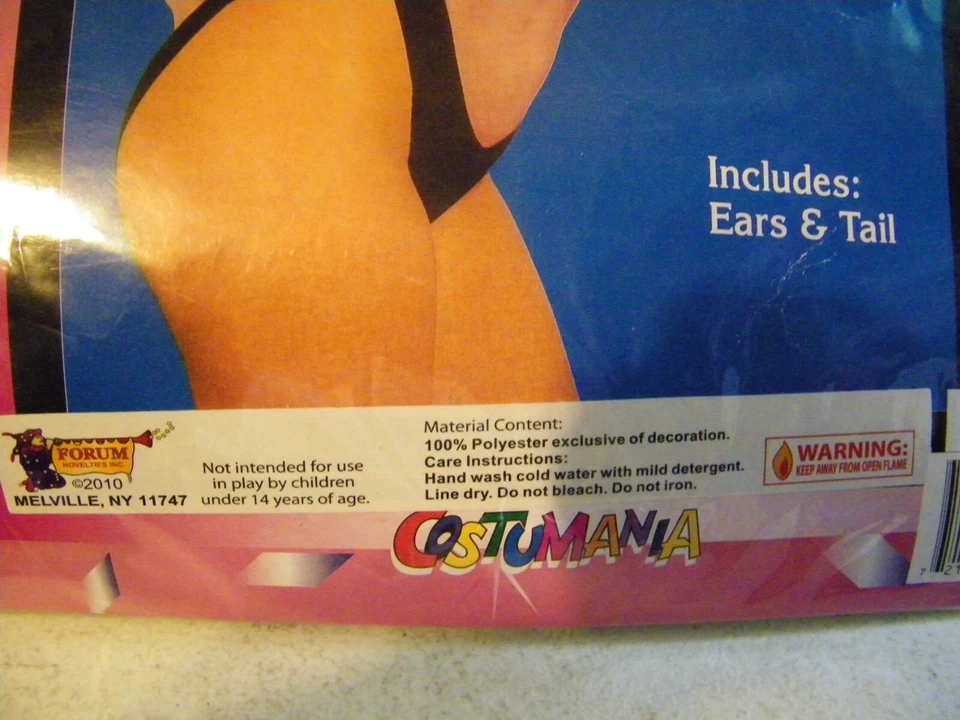 Includes:
Ears & Tail
FORUM
NOVELTIES INC.
©2010
MELVILLE, NY 11747
Not intended for use
in play by children
under 14 years of age.
Material Content:
100% Polyester exclusive of decoration.
Care Instructions:
Hand wash cold water with mild detergent.
Line dry. Do not bleach. Do not iron.
WARNING:
KEEP AWAY FROM OPEN FLAME
COSTUMANIA
7 21